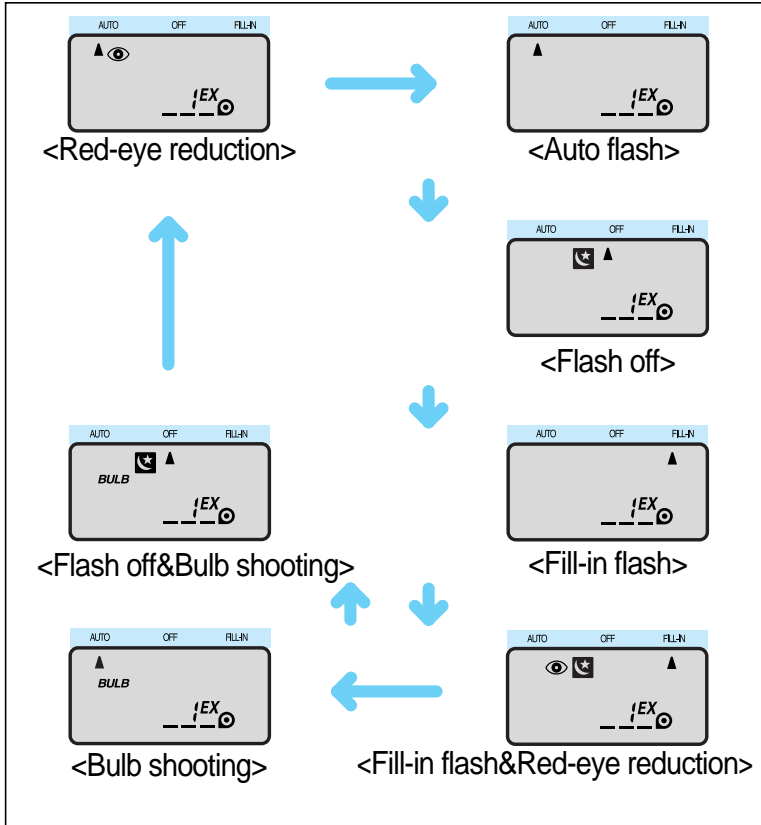 AUTO OFF FILL-IN
1EX
<Red-eye reduction>
AUTO OFF FILL-IN
1EX
<Auto flash>
AUTO OFF FILL-IN
1EX
<Flash off>
AUTO OFF FILL-IN
1EX
<Fill-in flash>
AUTO OFF FILL-IN
1EX
<Fill-in flash&Red-eye reduction>
AUTO OFF FILL-IN
BULB
1EX
<Bulb shooting>
AUTO OFF FILL-IN
BULB
1EX
<Flash off&Bulb shooting>